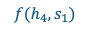 f(h₄, s₁)